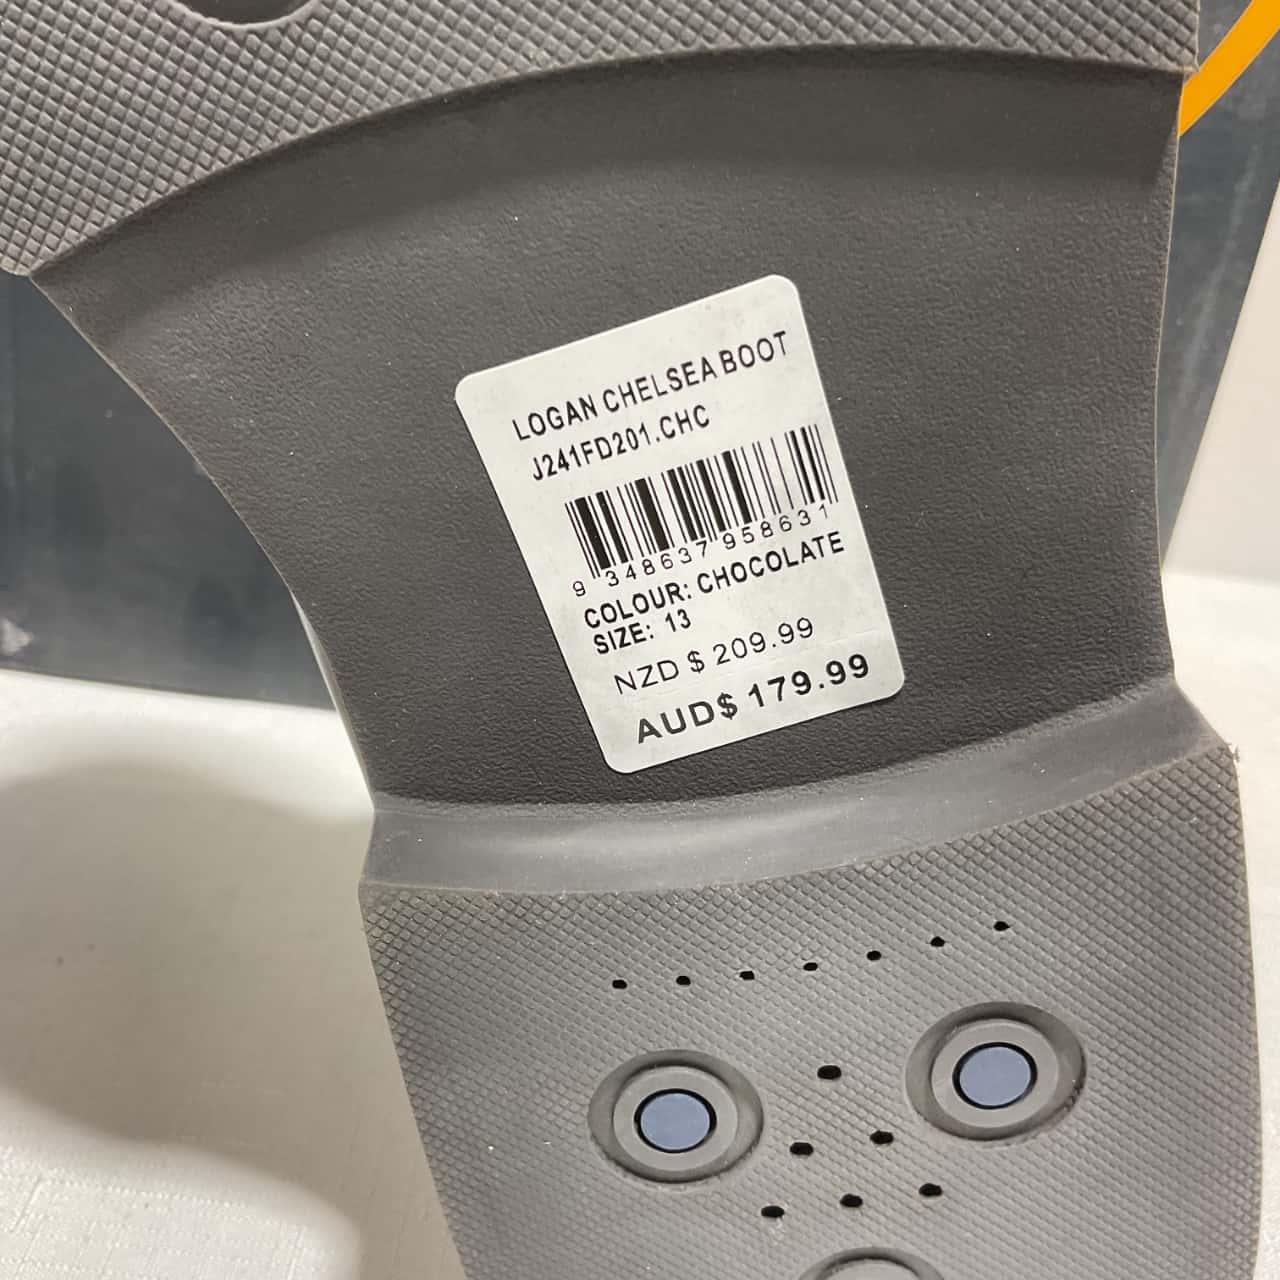 LOGAN CHELSEA BOOT
J241FD201.CHC
9 348637 958631
COLOUR: CHOCOLATE
SIZE: 13
NZD $ 209.99
AUD$ 179.99